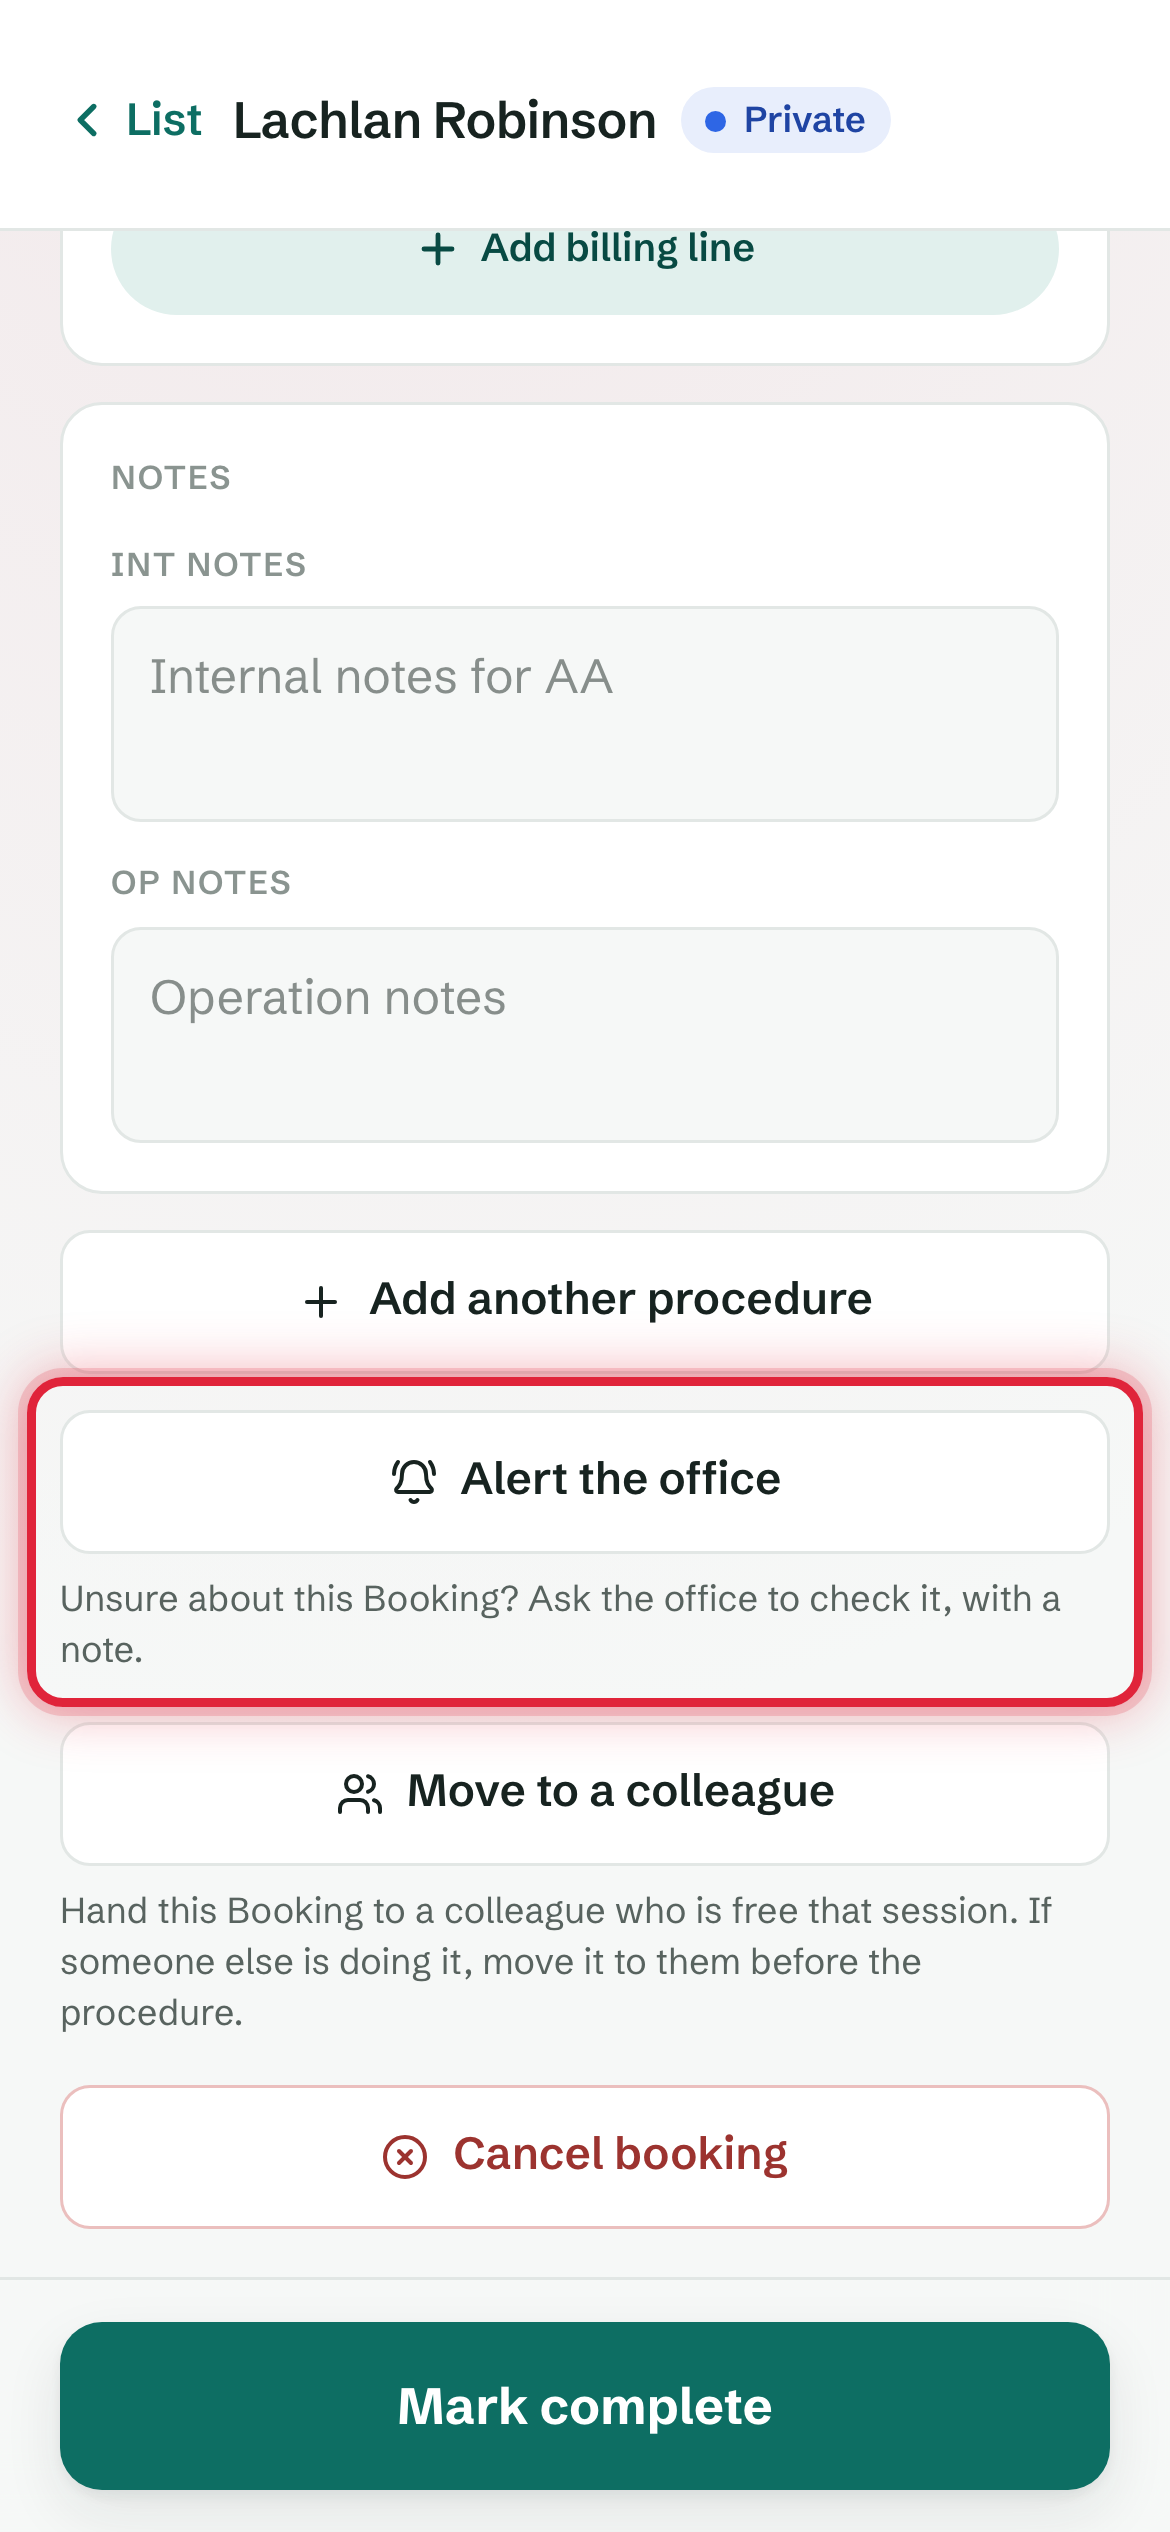 List Lachlan Robinson Private
Add billing line
NOTES
INT NOTES
Internal notes for AA
OP NOTES
Operation notes
Add another procedure
Alert the office
Unsure about this Booking? Ask the office to check it, with a
note.
Move to a colleague
Hand this Booking to a colleague who is free that session. If
someone else is doing it, move it to them before the
procedure.
Cancel booking
Mark complete